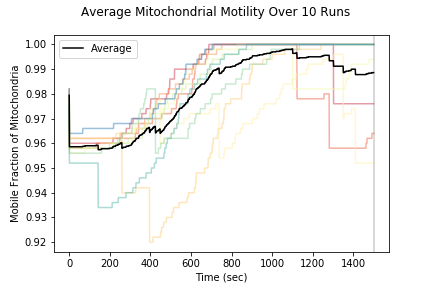 Average Mitochondrial Motility Over 10 Runs
Average
Mobile Fraction of Mitochondria
1.00
0.99
0.98
0.97
0.96
0.95
0.94
0.93
0.92
0 200 400 600 800 1000 1200 1400
Time (sec)